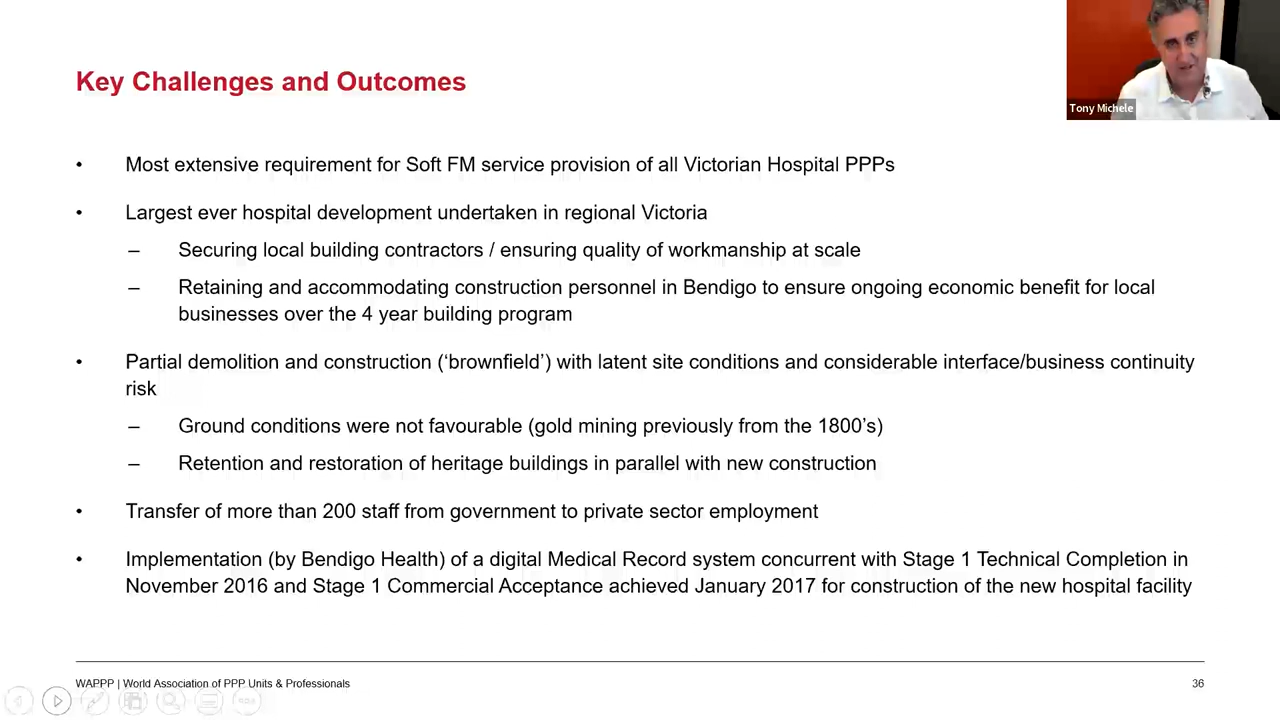 Key Challenges and Outcomes
Tony Michele
• Most extensive requirement for Soft FM service provision of all Victorian Hospital PPPs
• Largest ever hospital development undertaken in regional Victoria
– Securing local building contractors / ensuring quality of workmanship at scale
– Retaining and accommodating construction personnel in Bendigo to ensure ongoing economic benefit for local
businesses over the 4 year building program
• Partial demolition and construction (‘brownfield’) with latent site conditions and considerable interface/business continuity
risk
– Ground conditions were not favourable (gold mining previously from the 1800’s)
– Retention and restoration of heritage buildings in parallel with new construction
• Transfer of more than 200 staff from government to private sector employment
• Implementation (by Bendigo Health) of a digital Medical Record system concurrent with Stage 1 Technical Completion in
November 2016 and Stage 1 Commercial Acceptance achieved January 2017 for construction of the new hospital facility
WAPPP | World Association of PPP Units & Professionals
36